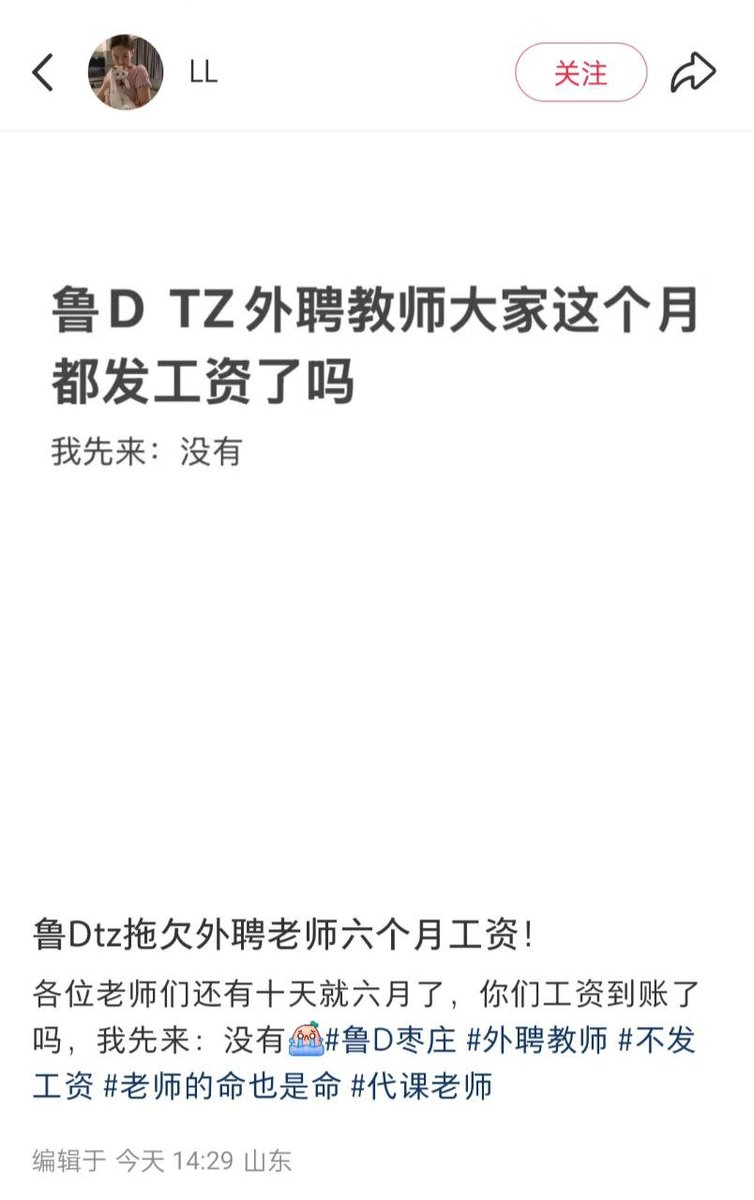 LL
关注
鲁D TZ外聘教师大家这个月
都发工资了吗
我先来：没有
鲁Dtz拖欠外聘老师六个月工资！
各位老师们还有十天就六月了，你们工资到账了
吗，我先来：没有#鲁D枣庄 #外聘教师 #不发
工资 #老师的命也是命 #代课老师
编辑于 今天 14:29 山东